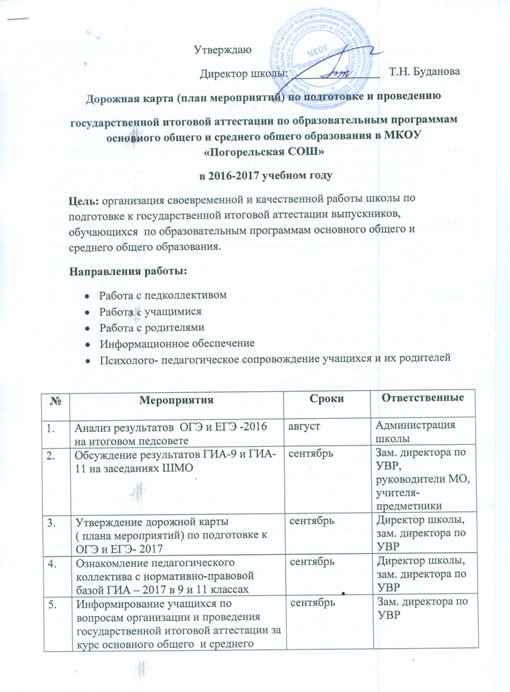 Утверждаю
Директор школы: Т.Н. Буданова
МКОУ
Дорожная карта (план мероприятий) по подготовке и проведению
государственной итоговой аттестации по образовательным программам
основного общего и среднего общего образования в МКОУ
«Погорельская СОШ»
в 2016-2017 учебном году
Цель: организация своевременной и качественной работы школы по
подготовке к государственной итоговой аттестации выпускников,
обучающихся по образовательным программам основного общего и
среднего общего образования.
Направления работы:
• Работа с педколлективом
• Работа с учащимися
• Работа с родителями
• Информационное обеспечение
• Психолого- педагогическое сопровождение учащихся и их родителей
№ Мероприятия Сроки Ответственные
1. Анализ результатов ОГЭ и ЕГЭ -2016 август Администрация
на итоговом педсовете школы
2. Обсуждение результатов ГИА-9 и ГИА- сентябрь Зам. директора по
11 на заседаниях ШМО УВР,
руководители МО,
учителя-
предметники
3. Утверждение дорожной карты сентябрь Директор школы,
( плана мероприятий) по подготовке к зам. директора по
ОГЭ и ЕГЭ- 2017 УВР
4. Ознакомление педагогического сентябрь Директор школы,
коллектива с нормативно-правовой зам. директора по
базой ГИА – 2017 в 9 и 11 классах УВР
5. Информирование учащихся по сентябрь Зам. директора по
вопросам организации и проведения УВР
государственной итоговой аттестации за
курс основного общего и среднего